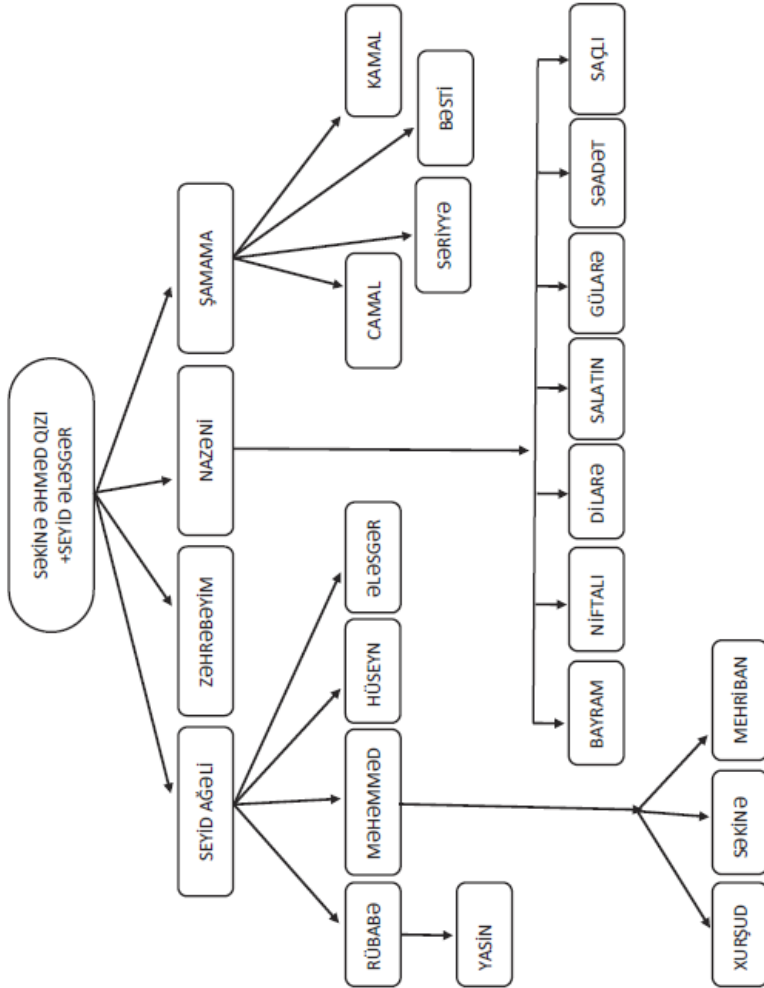 SƏKİNƏ ƏHMƏD QIZI
+SEYİD ƏLƏSGƏR
SEYİD AĞƏLİ
ZƏHRƏBƏYİM
NAZƏNİ
ŞAMAMA
RÜBABƏ
MƏHƏMMƏD
HÜSEYN
ƏLƏSGƏR
CAMAL
KAMAL
YASİN
SƏRİYYƏ
BƏSTİ
BAYRAM
NİFTALI
DİLARƏ
SALATIN
GÜLARƏ
SƏADƏT
SAÇLI
XURŞUD
SƏKİNƏ
MEHRİBAN